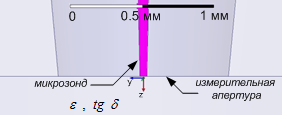 0 0.5 мм 1 мм
микрозонд
измерительная
апертура
y
z
ε , tg δ